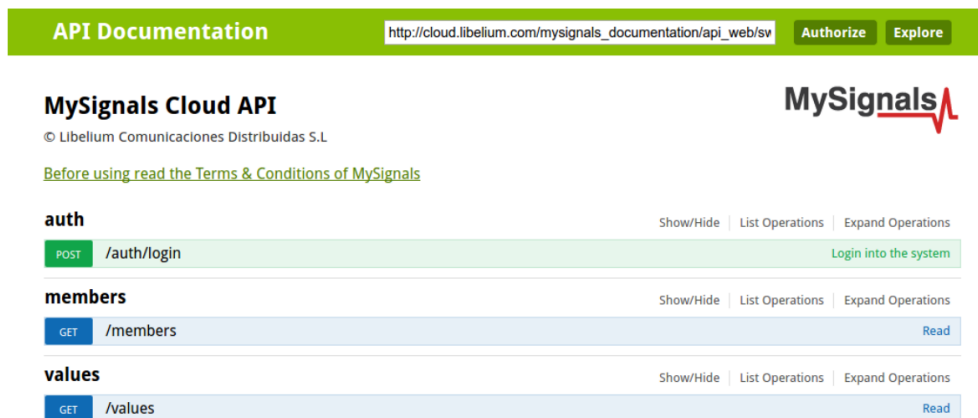 API Documentation
http://cloud.libelium.com/mysignals_documentation/api_web/sw
Authorize
Explore
MySignals Cloud API
MySignals
© Libelium Comunicaciones Distribuidas S.L
Before using read the Terms & Conditions of MySignals
auth
Show/Hide
List Operations
Expand Operations
POST
/auth/login
Login into the system
members
Show/Hide
List Operations
Expand Operations
GET
/members
Read
values
Show/Hide
List Operations
Expand Operations
GET
/values
Read